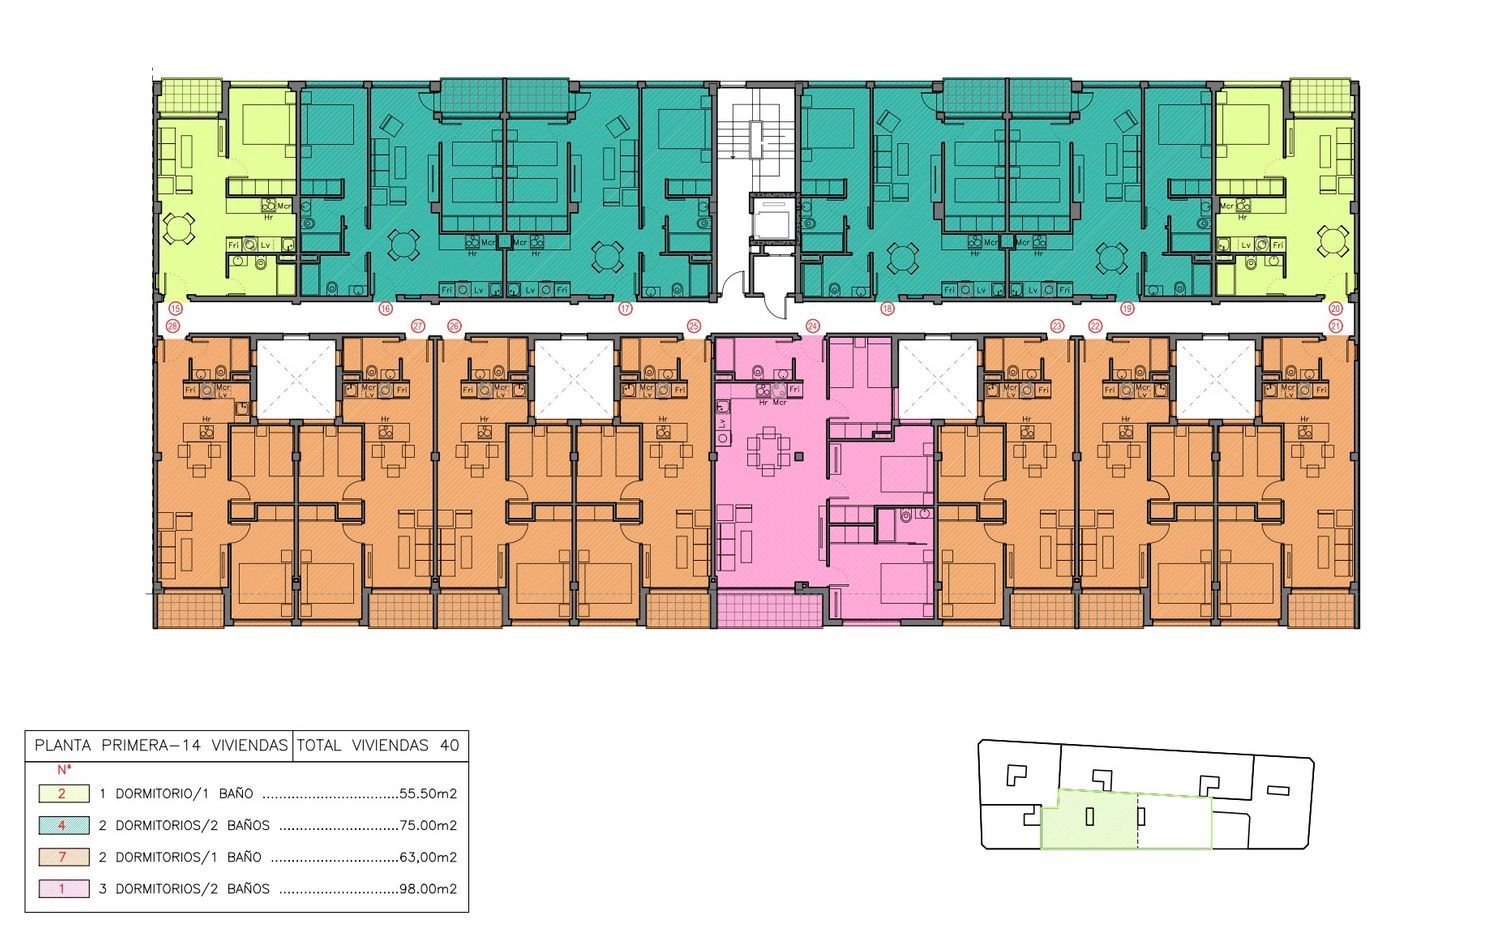 Mcr
Hr
Fri Lv
Mcr Mcr
Hr Hr
Fri Lv Lv Fri
Mcr Mcr
Hr Hr
Fri Lv Lv Fri
Mcr
Hr
Lv Fri
15 16 17 18 19 20
28 27 26 25 24 23 22 21
Fri Mcr Lv
Hr
Mcr Lv Fri
Hr
Fri Mcr Lv
Hr
Mcr Lv Fri
Hr
Fri
Hr Mcr
Lv
Mcr Lv Fri
Hr
Fri Mcr Lv
Hr
Mcr Lv Fri
Hr
PLANTA PRIMERA-14 VIVIENDAS TOTAL VIVIENDAS 40
Nº
2 1 DORMITORIO/1 BAÑO ............................55.50m2
4 2 DORMITORIOS/2 BAÑOS ........................75.00m2
7 2 DORMITORIOS/1 BAÑO ..........................63,00m2
1 3 DORMITORIOS/2 BAÑOS ........................98.00m2